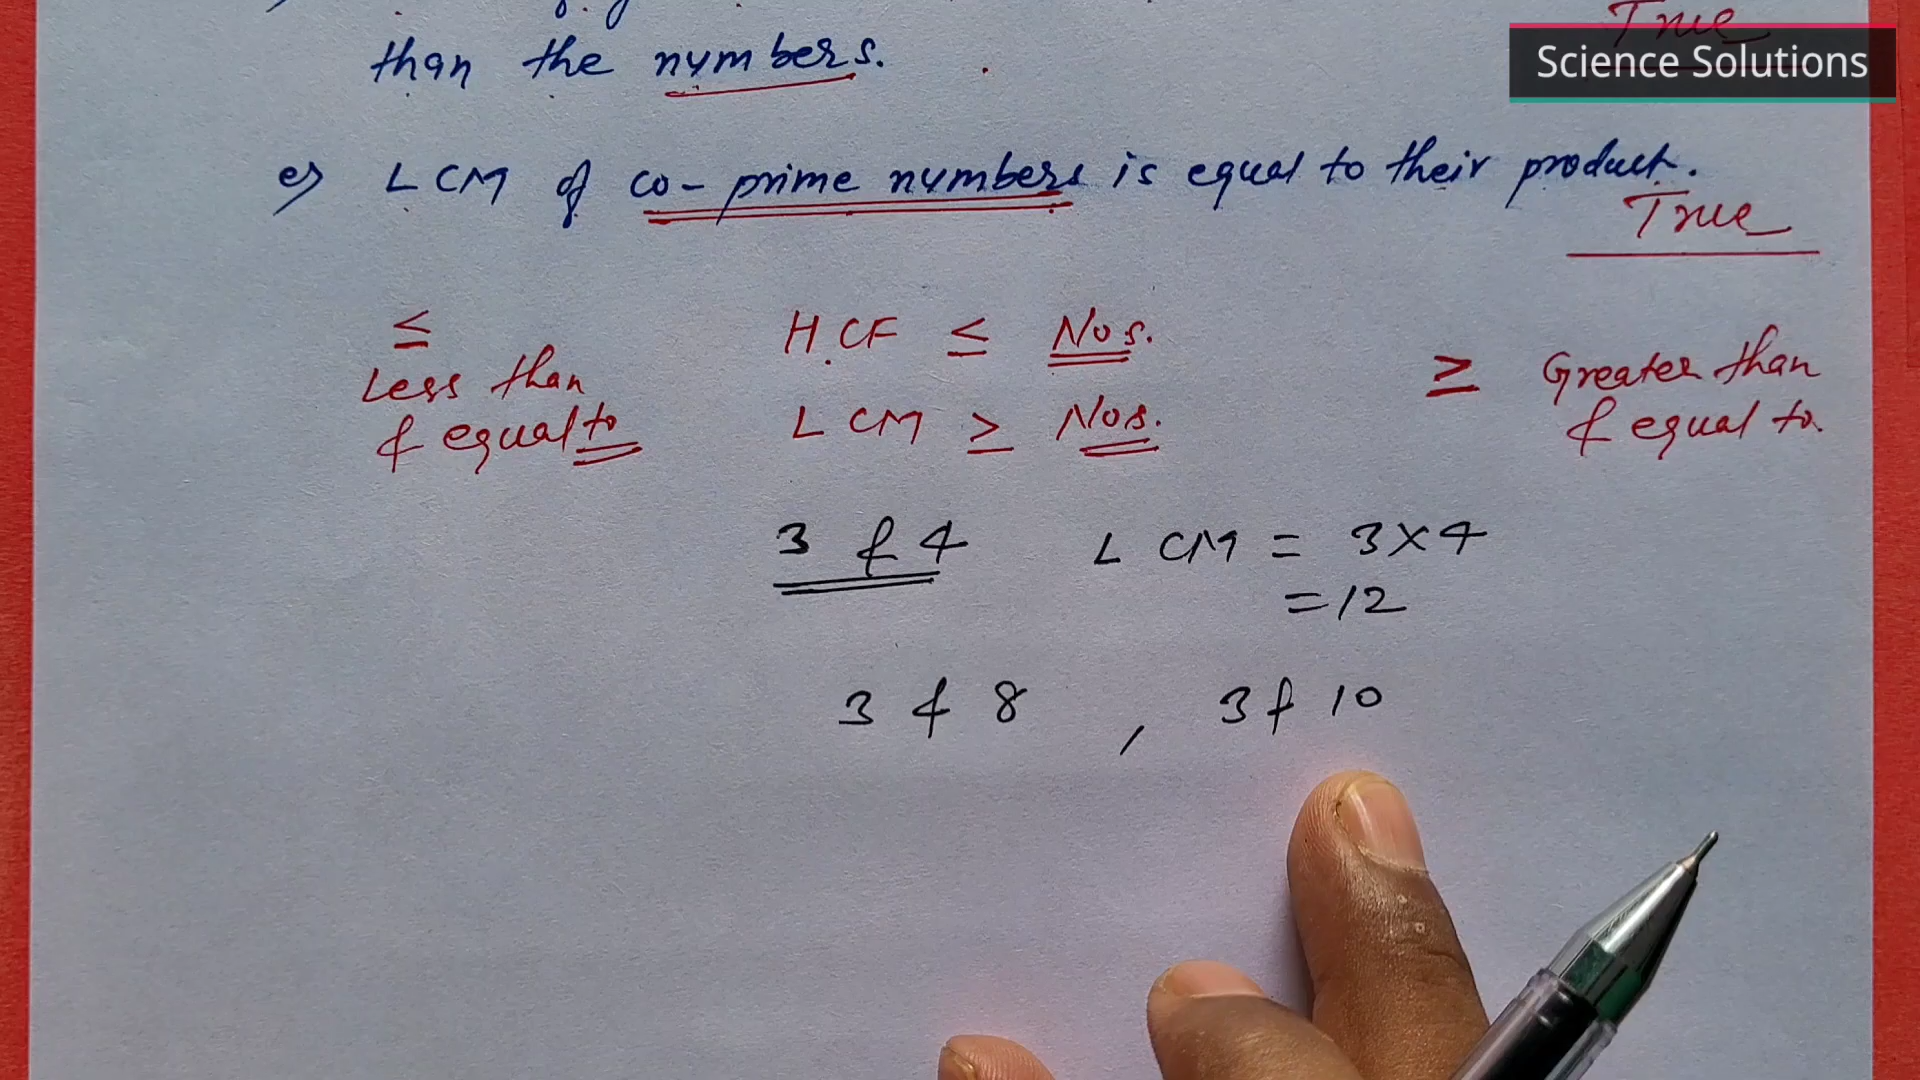 True
Science Solutions
than the numbers.
e) LCM of co-prime numbers is equal to their product.
True
≤
Less than
& equal to
H.CF ≤ Nos.
LCM ≥ Nos.
≥ Greater than
& equal to.
3 & 4 LCM = 3×4
=12
3 & 8 , 3 & 10